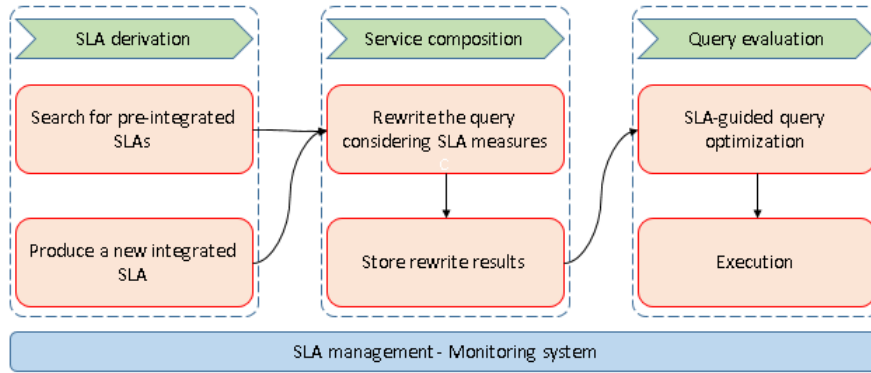 SLA derivation
Service composition
Query evaluation
Search for pre-integrated
SLAs
Rewrite the query
considering SLA measures
C
SLA-guided query
optimization
Produce a new integrated
SLA
Store rewrite results
Execution
SLA management - Monitoring system